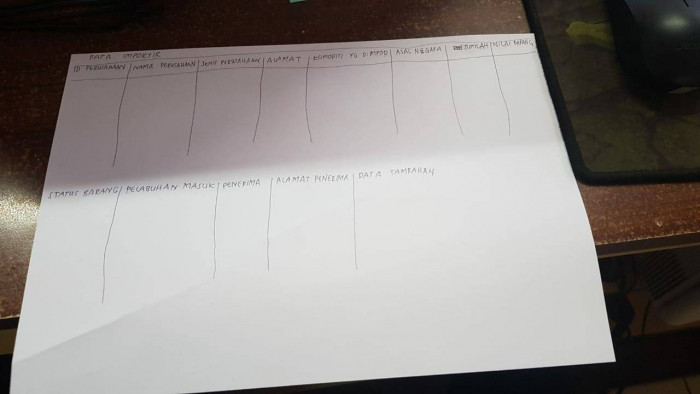 DATA IMPORTIR
ID PERUSAHAAN NAMA PERUSAHAAN JENIS PERUSAHAAN ALAMAT KOMODITI YG DIIMPOR ASAL NEGARA JUMLAH NILAI BARANG
STATUS BARANG PELABUHAN MASUK PENERIMA ALAMAT PENERIMA DATA TAMBAHAN